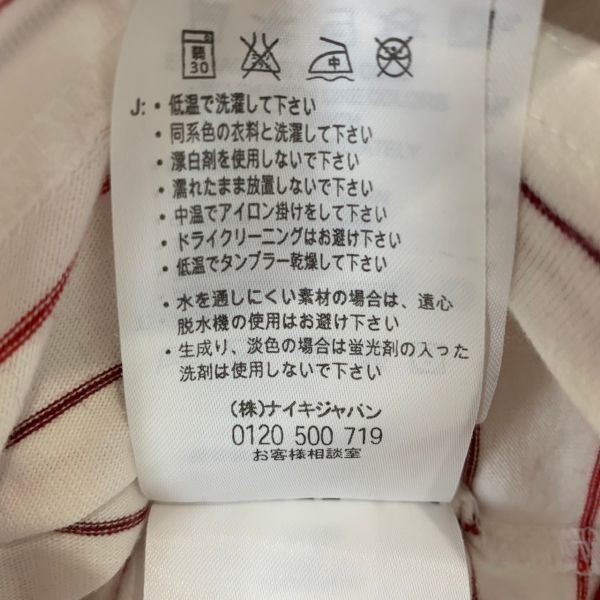 弱
30
中
J: • 低温で洗濯して下さい
• 同系色の衣料と洗濯して下さい
• 漂白剤を使用しないで下さい
• 濡れたまま放置しないで下さい
• 中温でアイロン掛けをして下さい
• ドライクリーニングはお避け下さい
• 低温でタンブラー乾燥して下さい
• 水を通しにくい素材の場合は、遠心
脱水機の使用はお避け下さい
• 生成り、淡色の場合は蛍光剤の入った
洗剤は使用しないで下さい
(株)ナイキジャパン
0120 500 719
お客様相談室